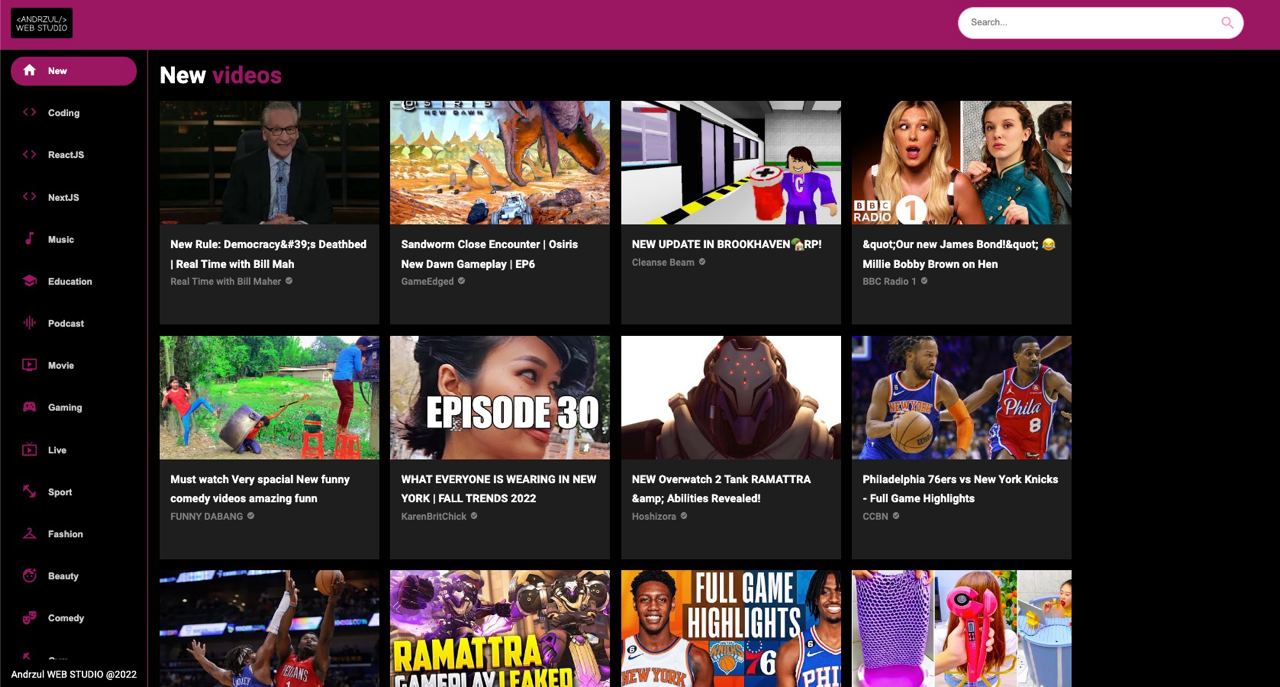 <ANDRZUL/>
WEB STUDIO
Search...
New
Coding
ReactJS
NextJS
Music
Education
Podcast
Movie
Gaming
Live
Sport
Fashion
Beauty
Comedy
Andrzul WEB STUDIO @2022
New videos
OSIRIS
NEW DAWN
C
BBC
RADIO
1
New Rule: Democracy&#39;s Deathbed
| Real Time with Bill Mah
Real Time with Bill Maher
Sandworm Close Encounter | Osiris
New Dawn Gameplay | EP6
GameEdged
NEW UPDATE IN BROOKHAVEN🏡RP!
Cleanse Beam
&quot;Our new James Bond!&quot; 😂
Millie Bobby Brown on Hen
BBC Radio 1
EPISODE 30
NEW YORK
Phila
8
Must watch Very spacial New funny
comedy videos amazing funn
FUNNY DABANG
WHAT EVERYONE IS WEARING IN NEW
YORK | FALL TRENDS 2022
KarenBritChick
NEW Overwatch 2 Tank RAMATTRA
&amp; Abilities Revealed!
Hoshizora
Philadelphia 76ers vs New York Knicks
- Full Game Highlights
CCBN
RAMATTRA
GAMEPLAY LEAKED
FULL GAME
HIGHLIGHTS
NEW YORK
76
PHIL